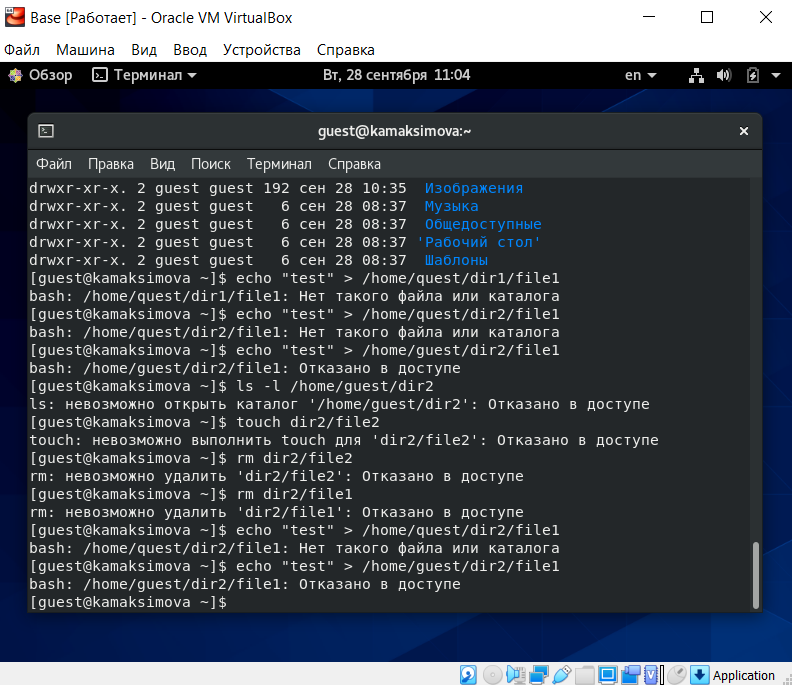 Base [Работает] - Oracle VM VirtualBox
Файл Машина Вид Ввод Устройства Справка
Обзор Терминал Вт, 28 сентября 11:04 en
guest@kamaksimova:~
Файл Правка Вид Поиск Терминал Справка
drwxr-xr-x. 2 guest guest 192 сен 28 10:35  Изображения
drwxr-xr-x. 2 guest guest   6 сен 28 08:37  Музыка
drwxr-xr-x. 2 guest guest   6 сен 28 08:37  Общедоступные
drwxr-xr-x. 2 guest guest   6 сен 28 08:37 'Рабочий стол'
drwxr-xr-x. 2 guest guest   6 сен 28 08:37  Шаблоны
[guest@kamaksimova ~]$ echo "test" > /home/quest/dir1/file1
bash: /home/quest/dir1/file1: Нет такого файла или каталога
[guest@kamaksimova ~]$ echo "test" > /home/quest/dir2/file1
bash: /home/quest/dir2/file1: Нет такого файла или каталога
[guest@kamaksimova ~]$ echo "test" > /home/guest/dir2/file1
bash: /home/guest/dir2/file1: Отказано в доступе
[guest@kamaksimova ~]$ ls -l /home/guest/dir2
ls: невозможно открыть каталог '/home/guest/dir2': Отказано в доступе
[guest@kamaksimova ~]$ touch dir2/file2
touch: невозможно выполнить touch для 'dir2/file2': Отказано в доступе
[guest@kamaksimova ~]$ rm dir2/file2
rm: невозможно удалить 'dir2/file2': Отказано в доступе
[guest@kamaksimova ~]$ rm dir2/file1
rm: невозможно удалить 'dir2/file1': Отказано в доступе
[guest@kamaksimova ~]$ echo "test" > /home/quest/dir2/file1
bash: /home/quest/dir2/file1: Нет такого файла или каталога
[guest@kamaksimova ~]$ echo "test" > /home/guest/dir2/file1
bash: /home/guest/dir2/file1: Отказано в доступе
[guest@kamaksimova ~]$
Application